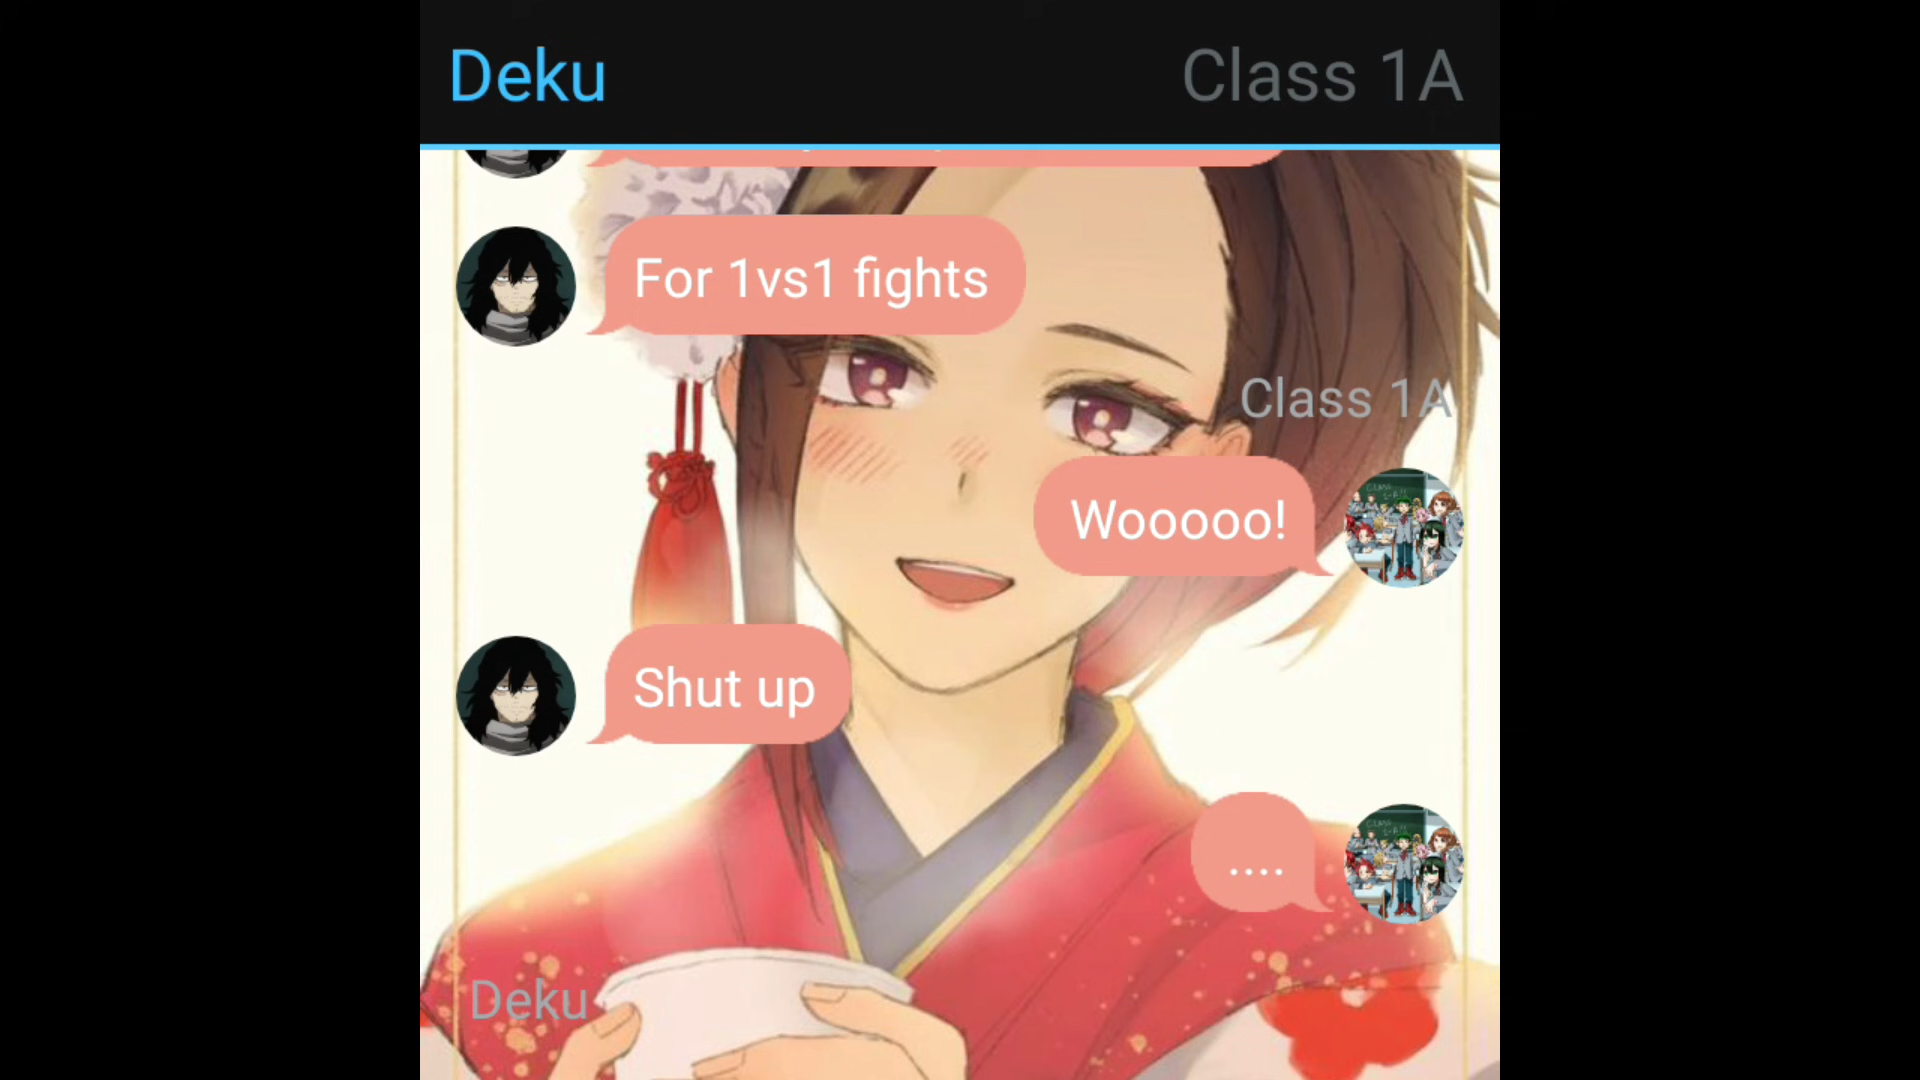 Deku
Class 1A
For 1vs1 fights
Class 1A
Wooooo!
Shut up
....
Deku